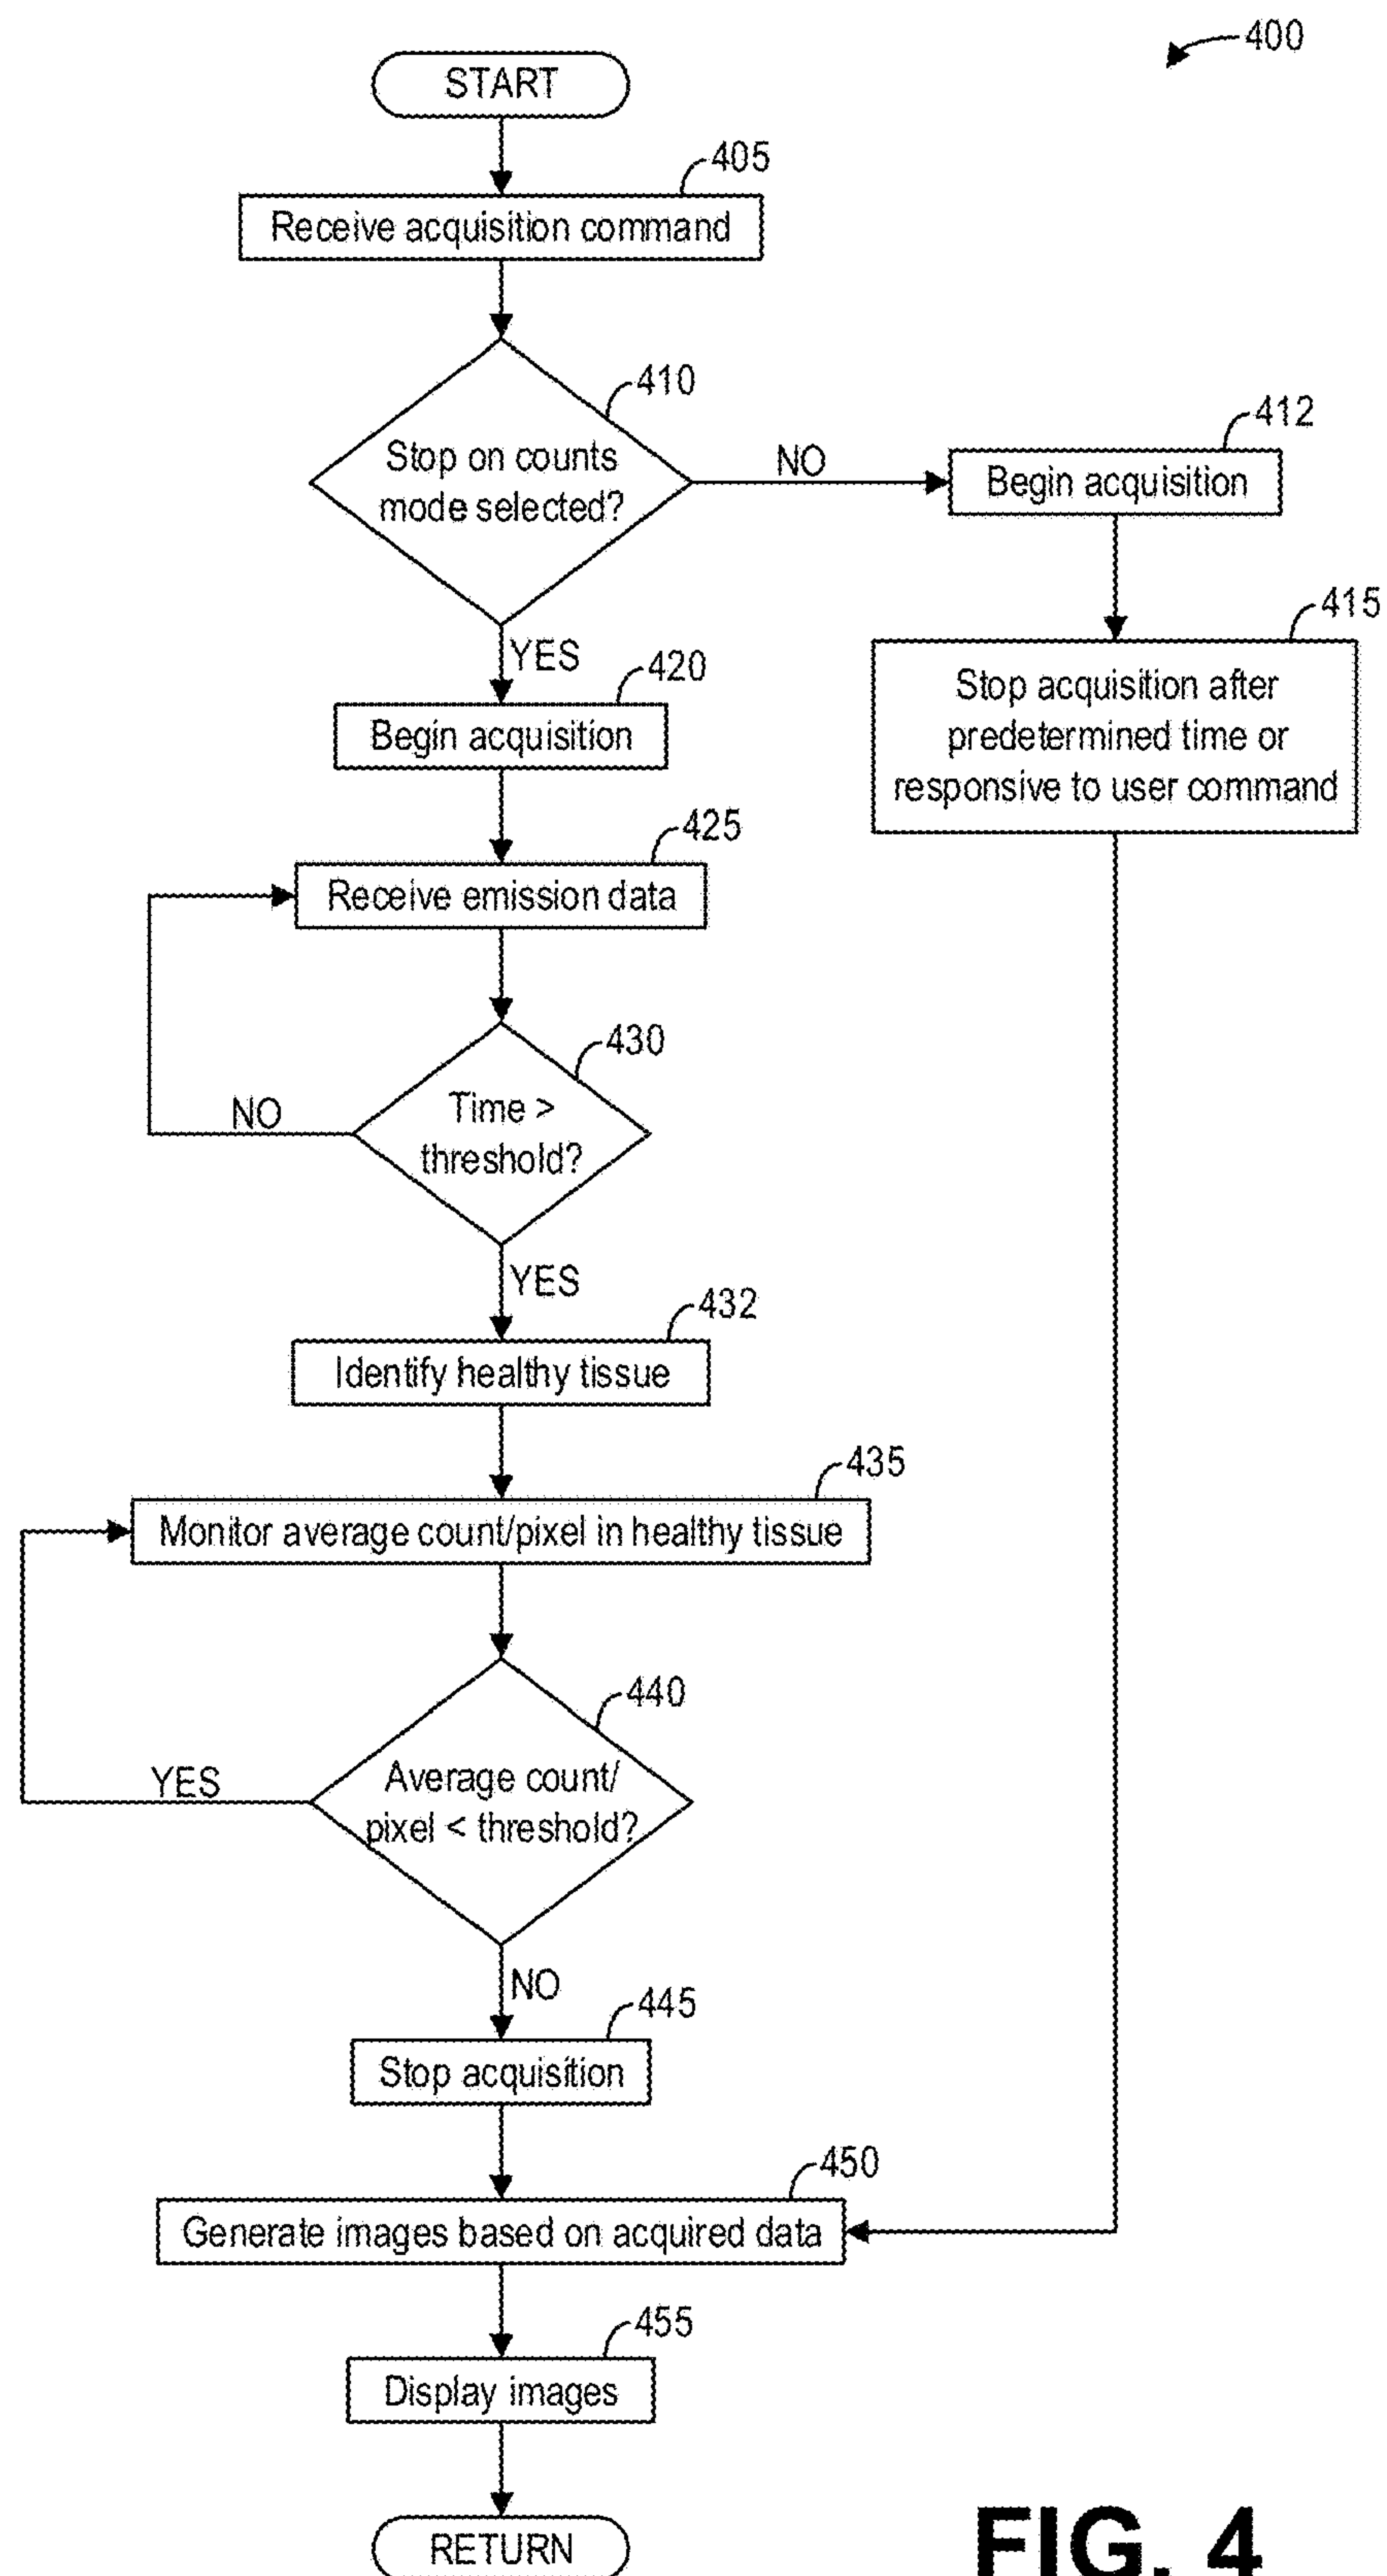 400
START
405
Receive acquisition command
410
Stop on counts
mode selected?
NO
412
Begin acquisition
415
Stop acquisition after
predetermined time or
responsive to user command
YES
420
Begin acquisition
425
Receive emission data
430
Time >
threshold?
NO
YES
432
Identify healthy tissue
435
Monitor average count/pixel in healthy tissue
440
Average count/
pixel < threshold?
YES
NO
445
Stop acquisition
450
Generate images based on acquired data
455
Display images
RETURN
FIG. 4